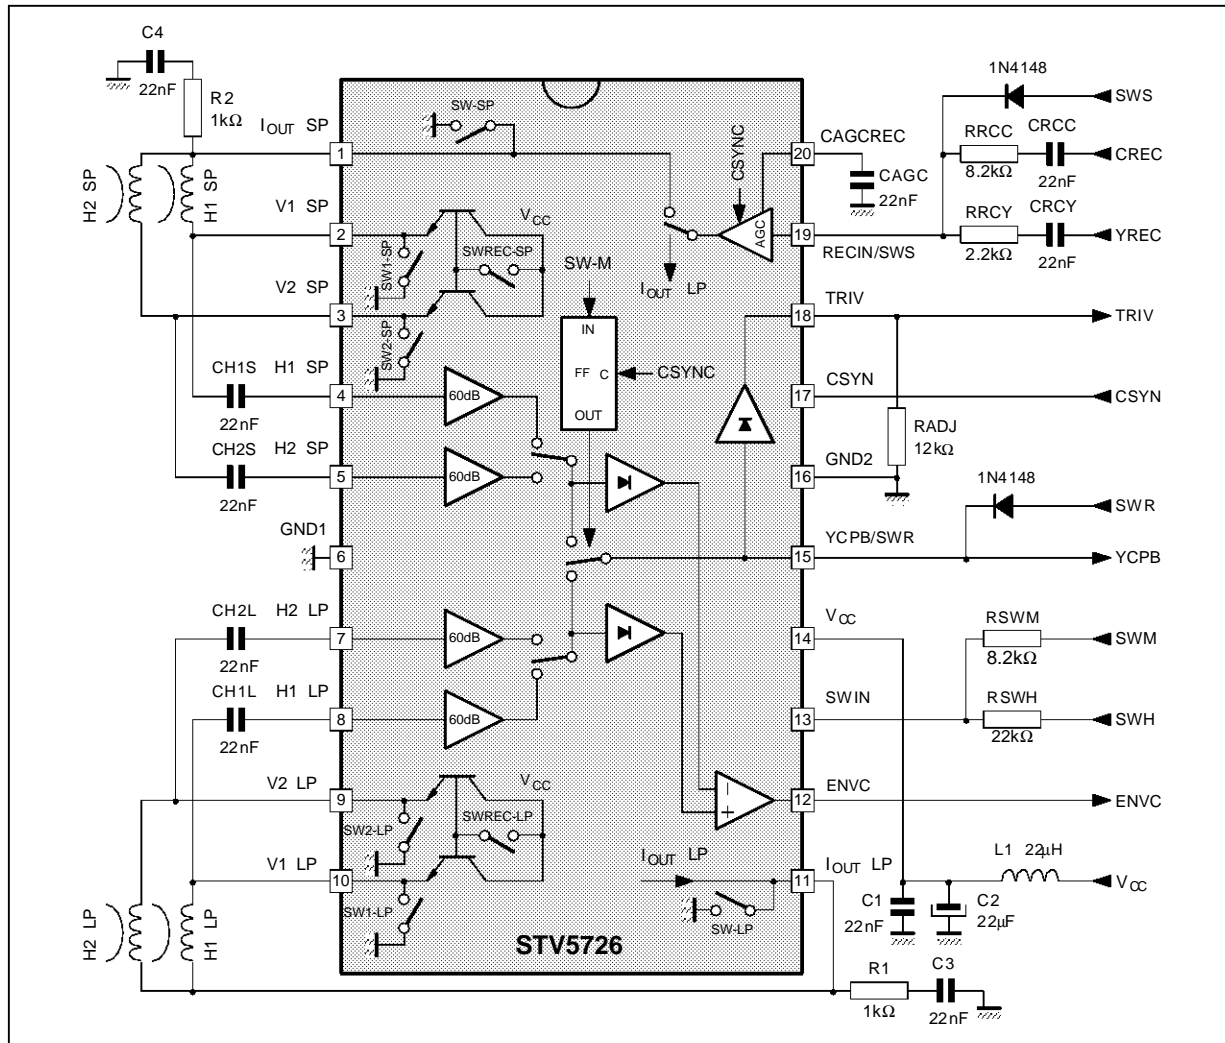 C4
22nF
R2
1kΩ
IOUT SP
SW-SP
1N4148
SWS
CAGCREC
RRCC
8.2kΩ
CRCC
22nF
CREC
1
20
CSYNC
CAGC
22nF
H2 SP
H1 SP
V1 SP
VCC
AGC
RRCY
2.2kΩ
CRCY
22nF
YREC
2
19
RECIN/SWS
SW1-SP
SWREC-SP
SW-M
IOUT LP
V2 SP
TRIV
3
18
TRIV
SW2-SP
IN
FF C
OUT
CSYNC
CH1S
22nF
H1 SP
4
60dB
CSYN
17
CSYN
RADJ
12kΩ
CH2S
22nF
H2 SP
5
60dB
GND2
16
1N4148
SWR
GND1
6
YCPB/SWR
15
YCPB
CH2L
22nF
H2 LP
7
60dB
VCC
14
RSWM
8.2kΩ
SWM
CH1L
22nF
H1 LP
8
60dB
SWIN
13
RSWH
22kΩ
SWH
V2 LP
9
VCC
−
+
12
ENVC
ENVC
SW2-LP
SWREC-LP
V1 LP
10
IOUT LP
11
IOUT LP
L1 22µH
VCC
SW1-LP
SW-LP
C1
22nF
C2
22µF
H2 LP
H1 LP
STV5726
R1
1kΩ
C3
22nF